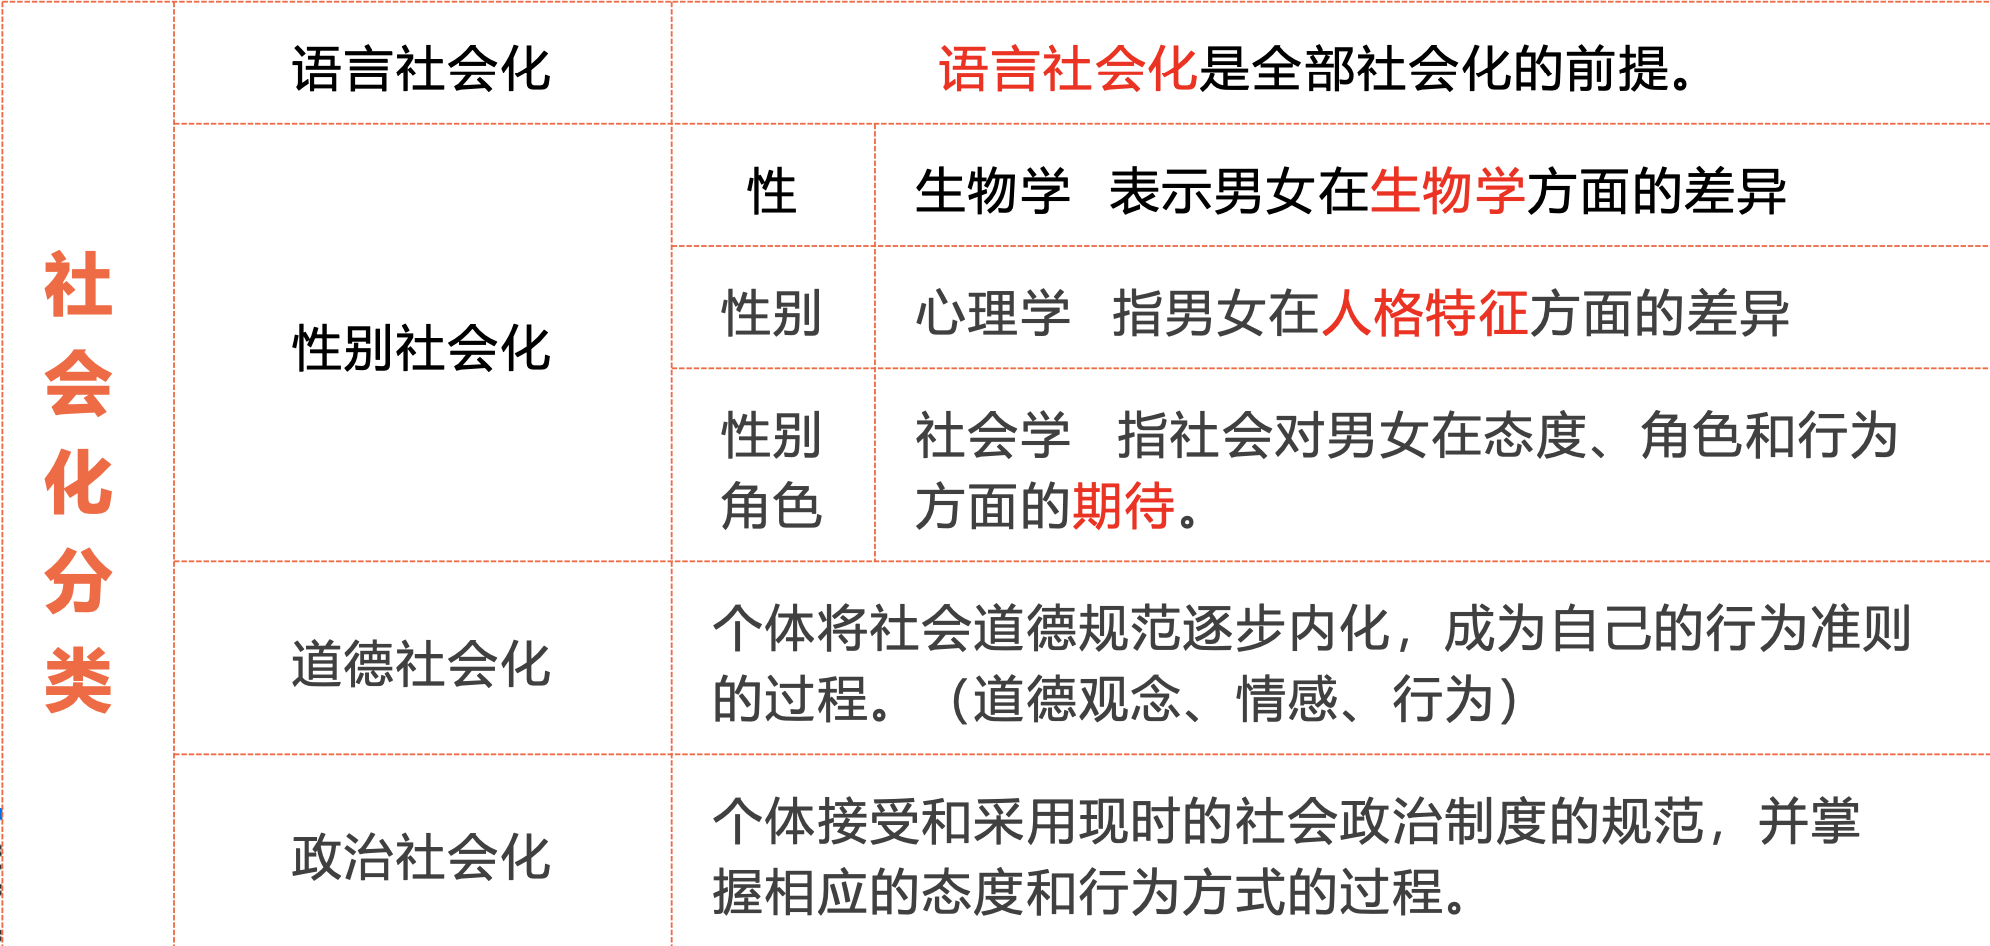 社会化分类
语言社会化
语言社会化是全部社会化的前提。
性别社会化
性
生物学 表示男女在生物学方面的差异
性别
心理学 指男女在人格特征方面的差异
性别
角色
社会学 指社会对男女在态度、角色和行为
方面的期待。
道德社会化
个体将社会道德规范逐步内化，成为自己的行为准则
的过程。（道德观念、情感、行为）
政治社会化
个体接受和采用现时的社会政治制度的规范，并掌
握相应的态度和行为方式的过程。